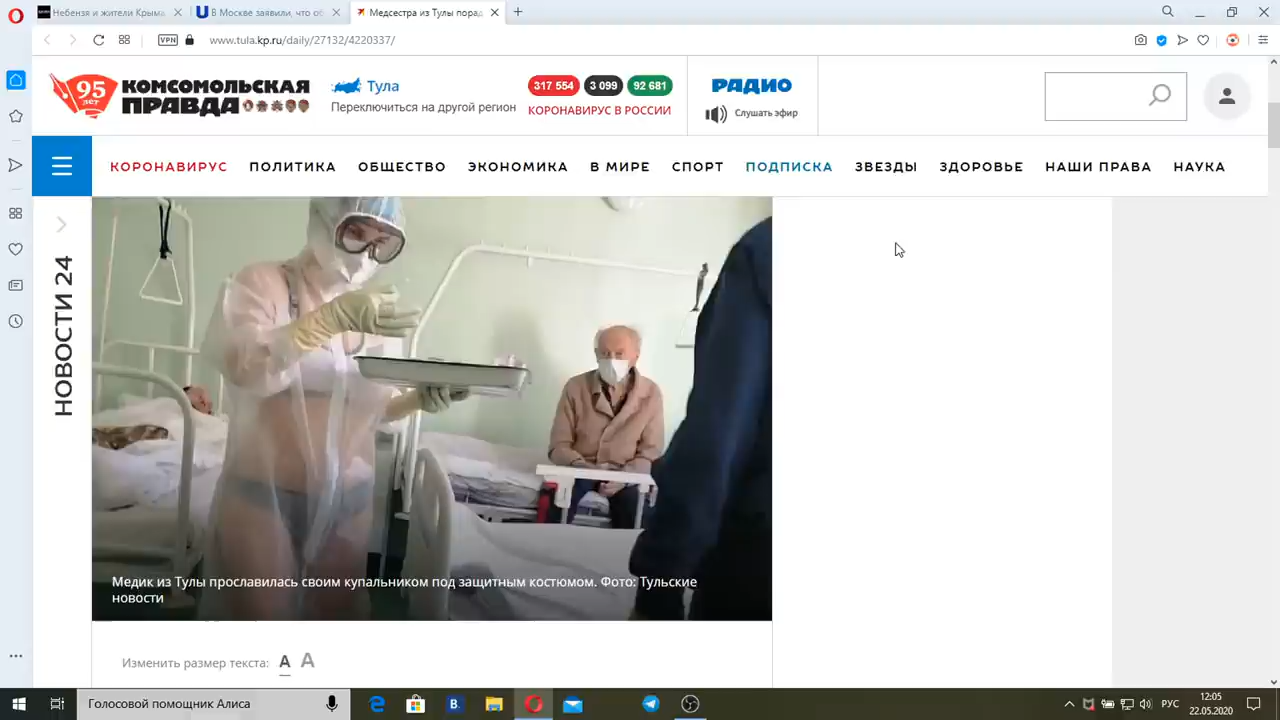 Небензя и жители Крыма
В Москве заявили, что об
Медсестра из Тулы порад
VPN
www.tula.kp.ru/daily/27132/4220337/
95 лет
КОМСОМОЛЬСКАЯ
ПРАВДА
Тула
Переключиться на другой регион
317 554
3 099
92 681
КОРОНАВИРУС В РОССИИ
РАДИО
Слушать эфир
КОРОНАВИРУС
ПОЛИТИКА
ОБЩЕСТВО
ЭКОНОМИКА
В МИРЕ
СПОРТ
ПОДПИСКА
ЗВЕЗДЫ
ЗДОРОВЬЕ
НАШИ ПРАВА
НАУКА
НОВОСТИ 24
Медик из Тулы прославилась своим купальником под защитным костюмом. Фото: Тульские
новости
Изменить размер текста:
А А
Голосовой помощник Алиса
B.
РУС
12:05
22.05.2020